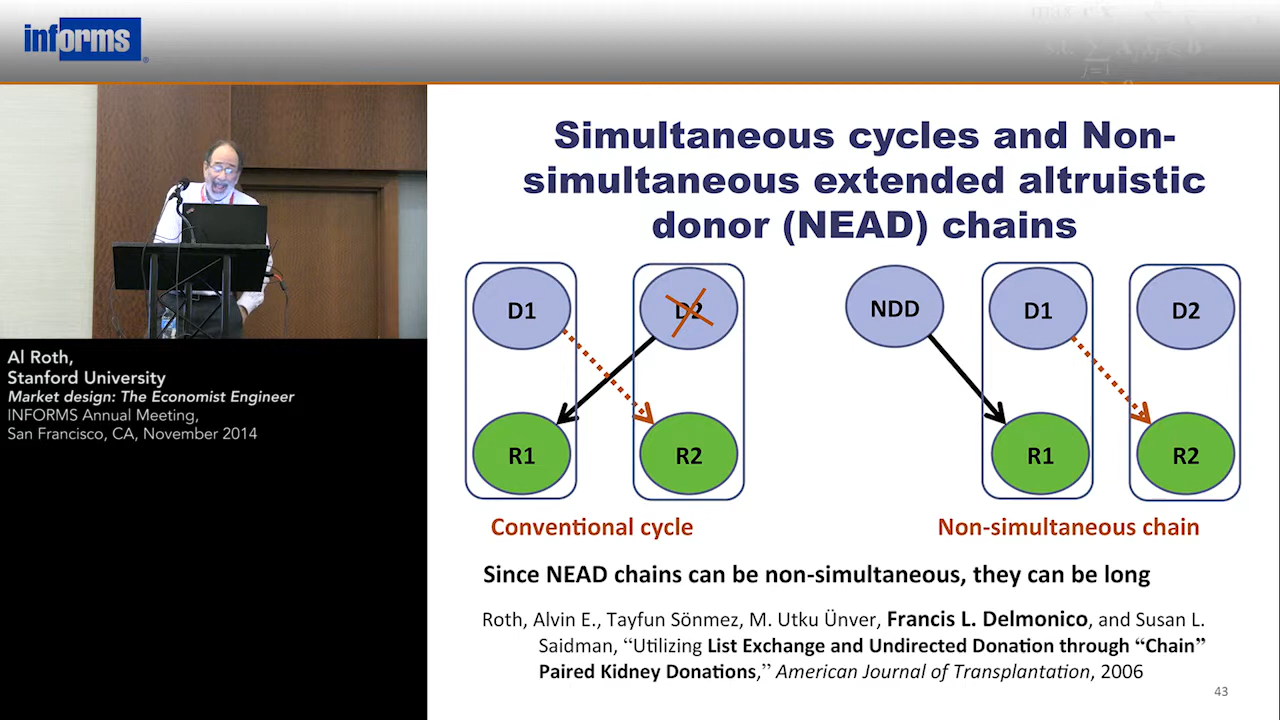 informs
Al Roth,
Stanford University
Market design: The Economist Engineer
INFORMS Annual Meeting,
San Francisco, CA, November 2014
Simultaneous cycles and Non-
simultaneous extended altruistic
donor (NEAD) chains
D1
D2
NDD
D1
D2
R1
R2
R1
R2
Conventional cycle
Non-simultaneous chain
Since NEAD chains can be non-simultaneous, they can be long
Roth, Alvin E., Tayfun Sönmez, M. Utku Ünver, Francis L. Delmonico, and Susan L.
Saidman, “Utilizing List Exchange and Undirected Donation through “Chain”
Paired Kidney Donations,” American Journal of Transplantation, 2006
43